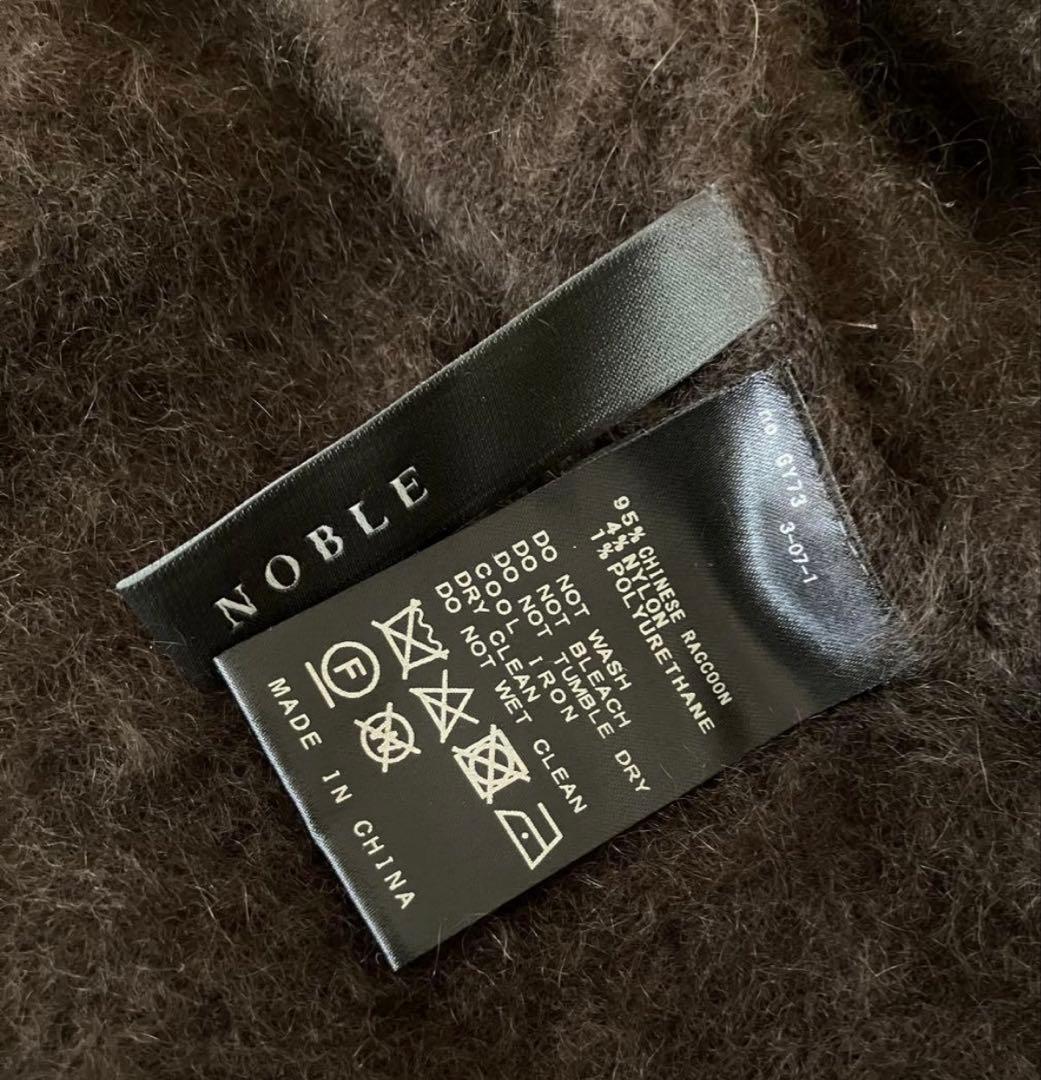 NOBLE
no GY73 3-07-1
95% CHINESE RACCOON
4% NYLON
1% POLYURETHANE
DO NOT WASH
DO NOT BLEACH
DO NOT TUMBLE DRY
COOL IRON
DRY CLEAN
DO NOT WET CLEAN
F
W
MADE IN CHINA